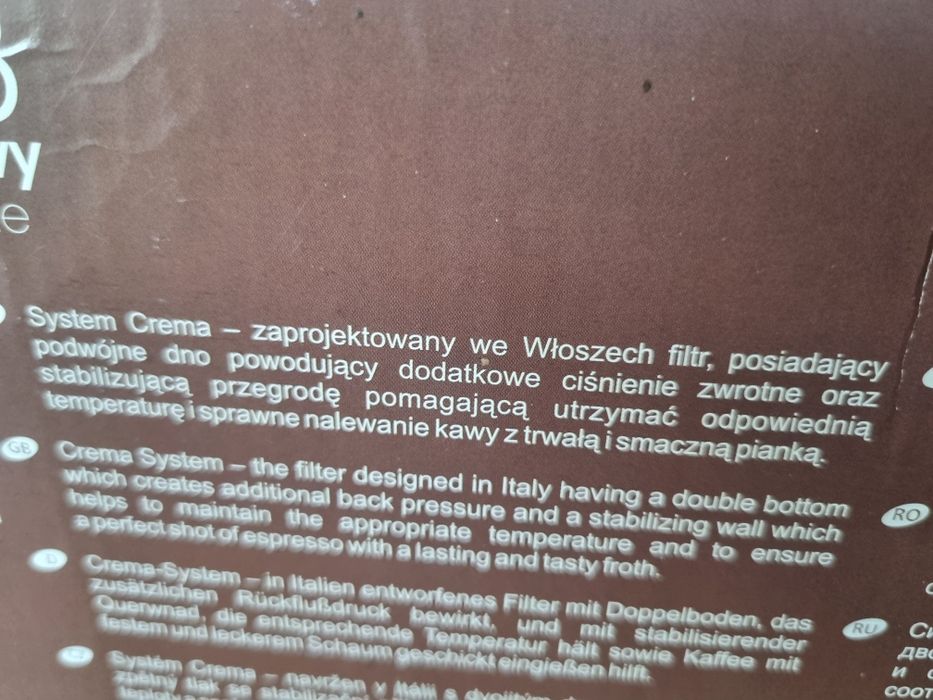 wy
e
System Crema – zaprojektowany we Włoszech filtr, posiadający
podwójne dno powodujący dodatkowe ciśnienie zwrotne oraz
stabilizującą przegrodę pomagającą utrzymać odpowiednią
temperaturę i sprawne nalewanie kawy z trwałą i smaczną pianką.
GB
Crema System – the filter designed in Italy having a double bottom
which creates additional back pressure and a stabilizing wall which
helps to maintain the appropriate temperature and to ensure
a perfect shot of espresso with a lasting and tasty froth.
D
Crema-System – in Italien entworfenes Filter mit Doppelboden, das
zusätzlichen Rückflußdruck bewirkt, und mit stabilisierender
Querwnad, die entsprechende Temperatur hält sowie Kaffee mit
festem und leckerem Schaum geschickt eingießen hilft.
Systém Crema – navržen v Itálii s
zpětný tlak se
RO
RU